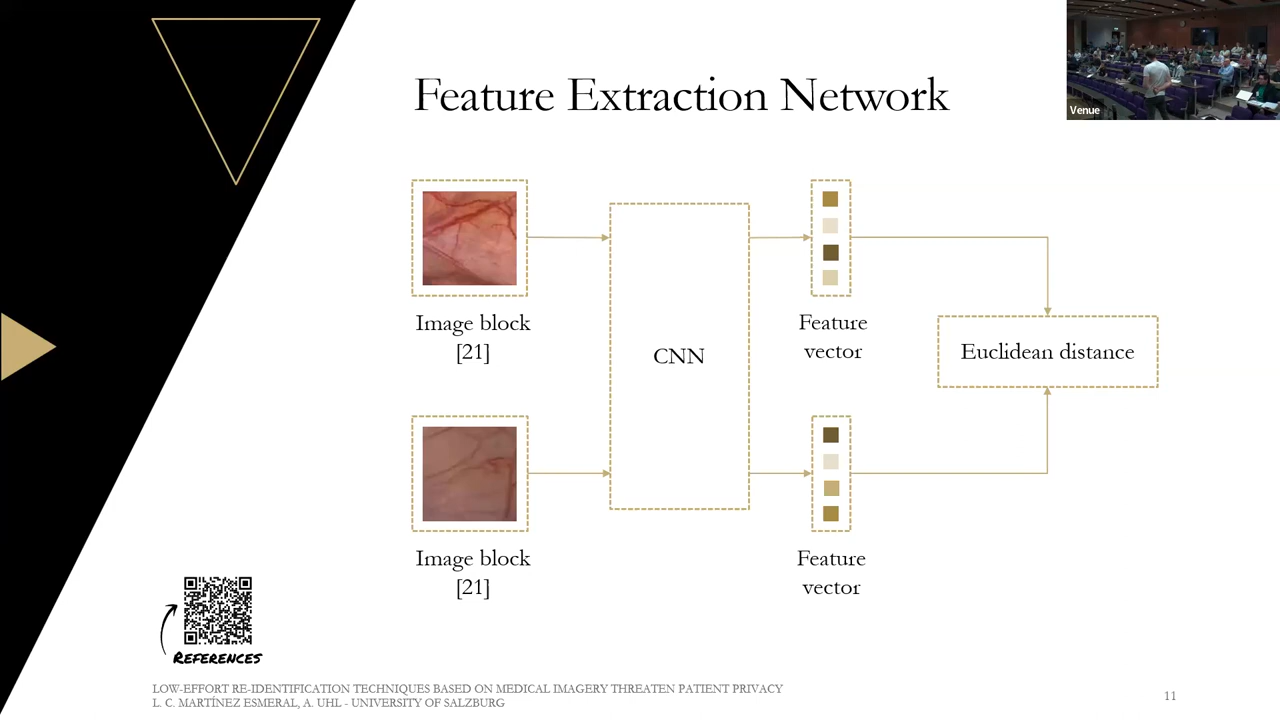 Feature Extraction Network
Venue
Image block
[21]
CNN
Feature
vector
Euclidean distance
Image block
[21]
Feature
vector
REFERENCES
LOW-EFFORT RE-IDENTIFICATION TECHNIQUES BASED ON MEDICAL IMAGERY THREATEN PATIENT PRIVACY
L. C. MARTÍNEZ ESMERAL, A. UHL - UNIVERSITY OF SALZBURG
11